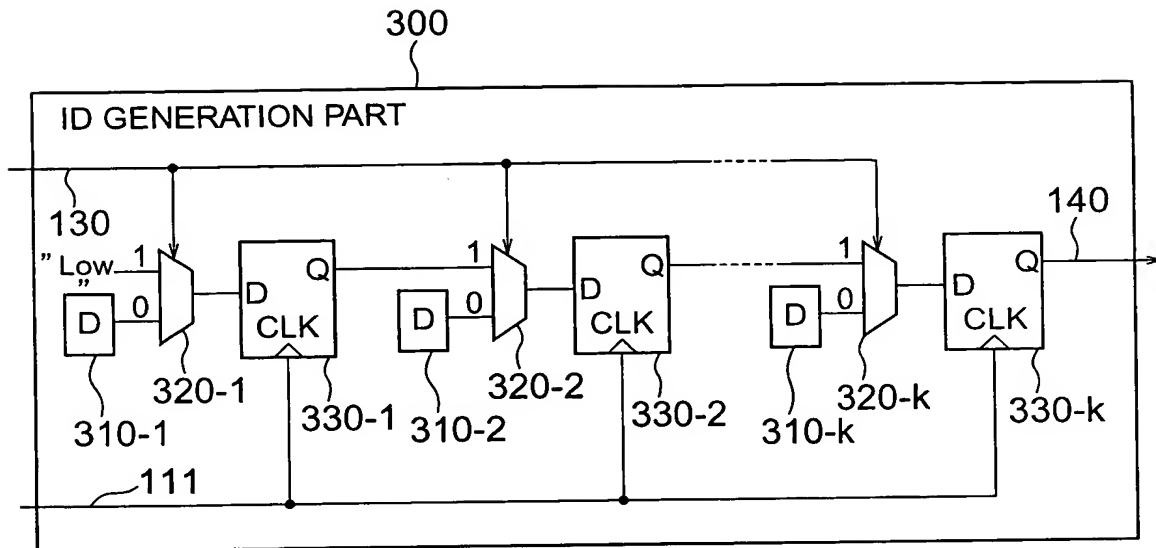 300
ID GENERATION PART
130
140
" Low
"
1
0
D
D
Q
CLK
320-1
330-1
310-1
1
0
D
D
Q
CLK
320-2
330-2
310-2
1
0
D
D
Q
CLK
320-k
330-k
310-k
111